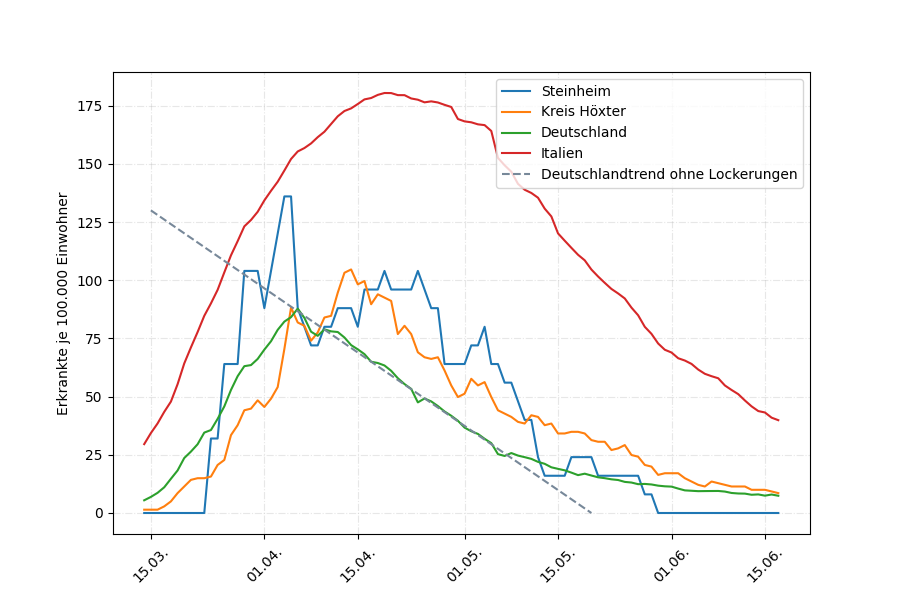 Steinheim
Kreis Höxter
Deutschland
Italien
Deutschlandtrend ohne Lockerungen
Erkrankte je 100.000 Einwohner
175
150
125
100
75
50
25
0
15.03.
01.04.
15.04.
01.05.
15.05.
01.06.
15.06.